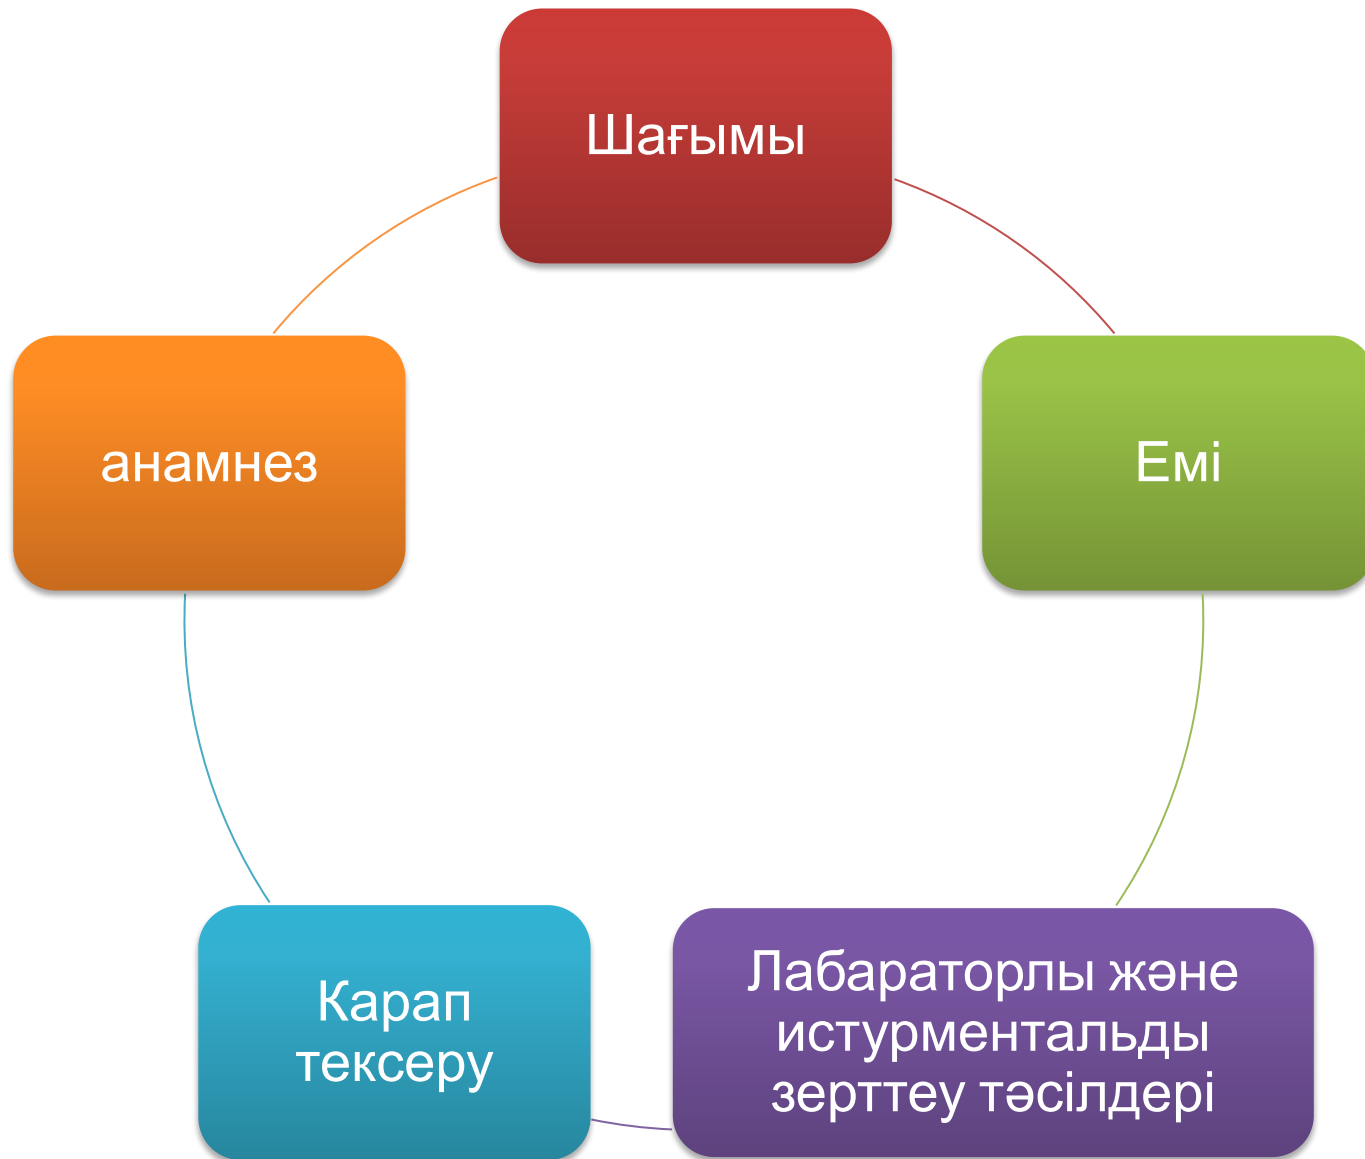 Шағымы
анамнез
Емі
Карап
тексеру
Лабараторлы және
истурментальды
зерттеу тәсілдері